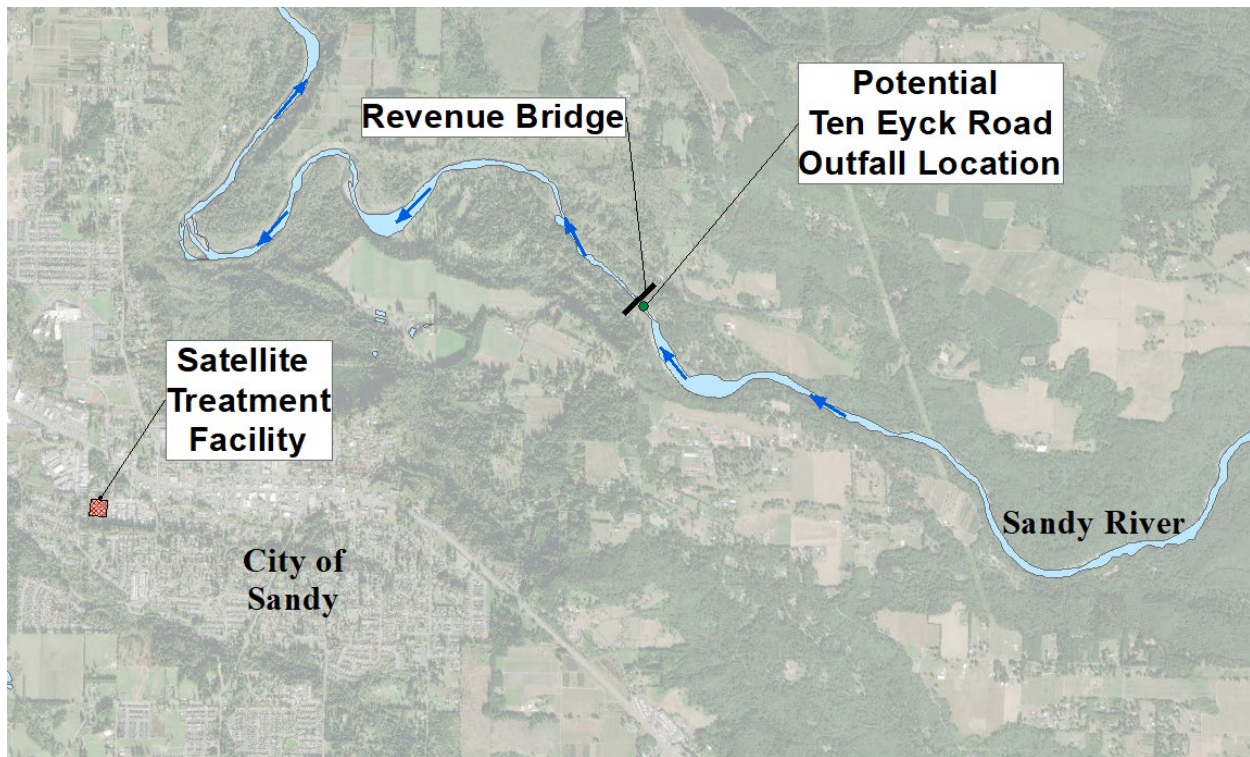 Potential
Ten Eyck Road
Outfall Location
Revenue Bridge
Satellite
Treatment
Facility
Sandy River
City of
Sandy